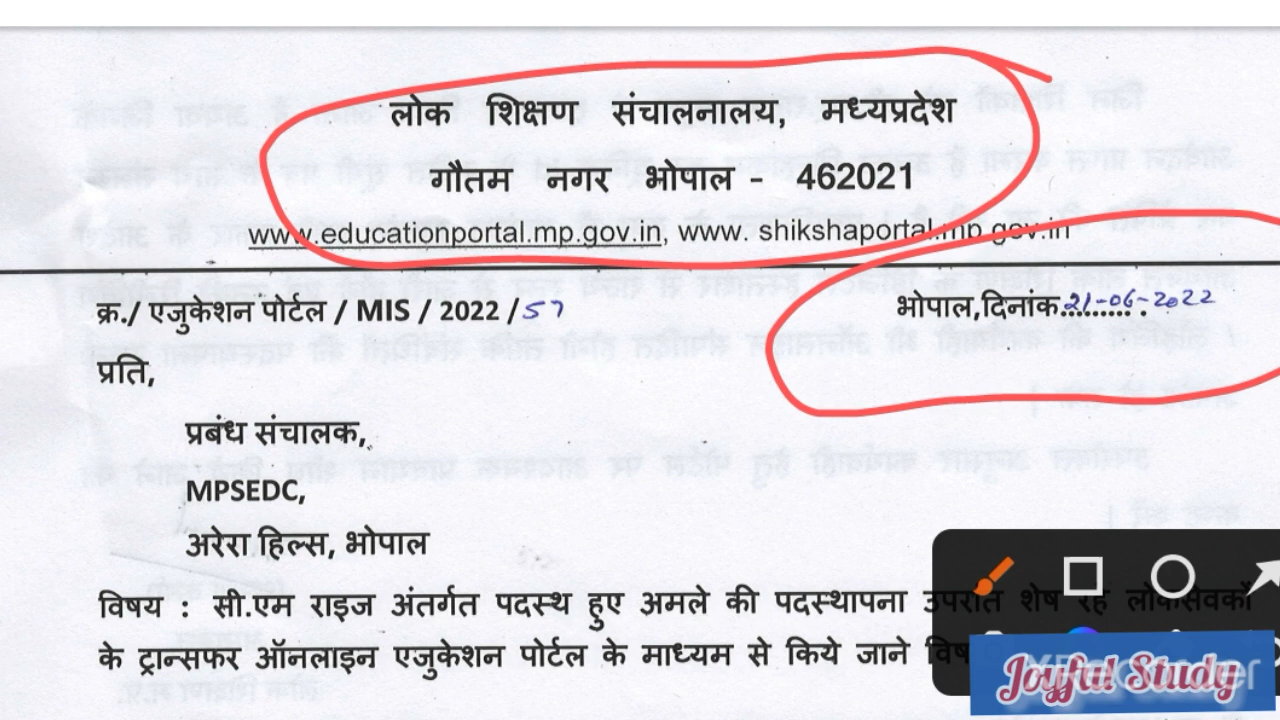 लोक शिक्षण संचालनालय, मध्यप्रदेश
गौतम नगर भोपाल - 462021
www.educationportal.mp.gov.in, www. shikshaportal.mp.gov.in
क्र./ एजुकेशन पोर्टल / MIS / 2022 /57 भोपाल,दिनांक.21-06-2022
प्रति,
प्रबंध संचालक,
MPSEDC,
अरेरा हिल्स, भोपाल
विषय : सी.एम राइज अंतर्गत पदस्थ हुए अमले की पदस्थापना उपरांत शेष रहे लोकसेवकों
के ट्रान्सफर ऑनलाइन एजुकेशन पोर्टल के माध्यम से किये जाने
Joyful Study